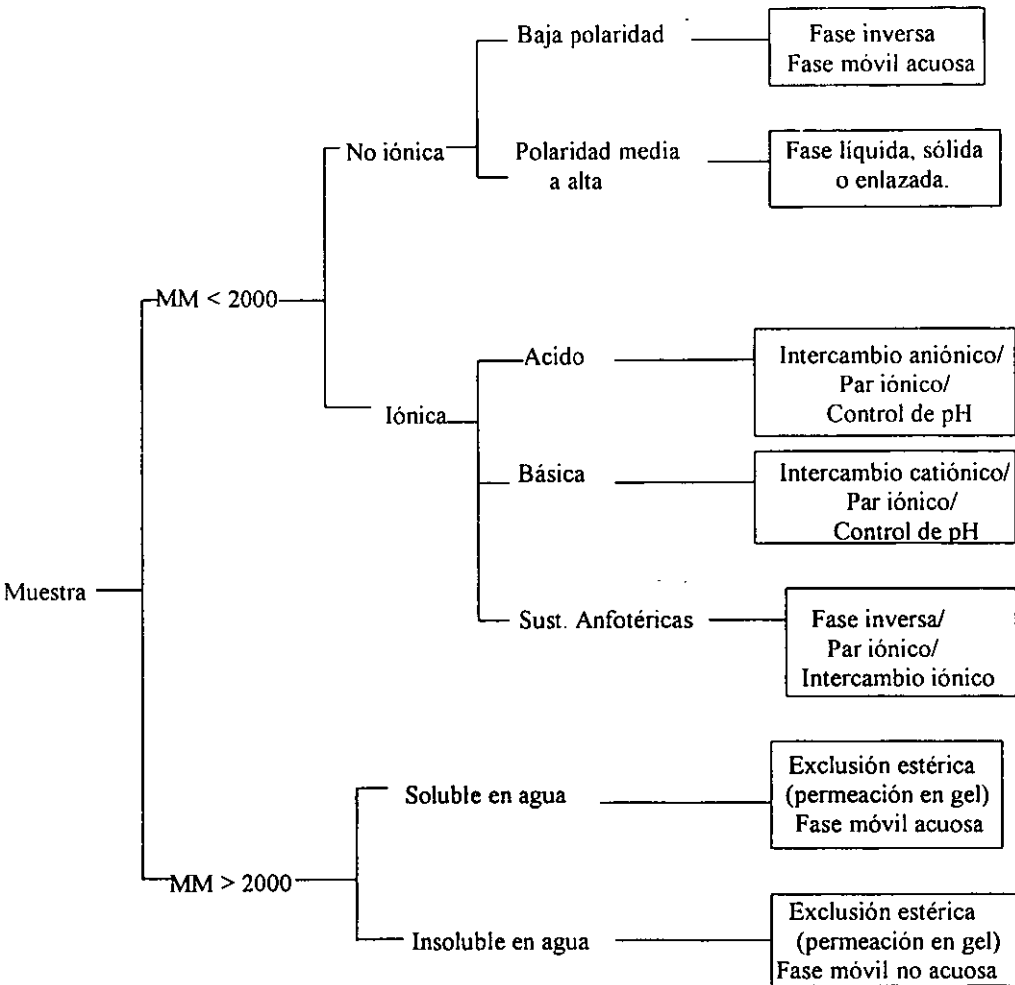 Baja polaridad
Fase inversa
Fase móvil acuosa
No iónica
Polaridad media
a alta
Fase líquida, sólida
o enlazada.
MM < 2000
Acido
Intercambio aniónico/
Par iónico/
Control de pH
Iónica
Básica
Intercambio catiónico/
Par iónico/
Control de pH
Muestra
Sust. Anfotéricas
Fase inversa/
Par iónico/
Intercambio iónico
Soluble en agua
Exclusión estérica
(permeación en gel)
Fase móvil acuosa
MM > 2000
Insoluble en agua
Exclusión estérica
(permeación en gel)
Fase móvil no acuosa